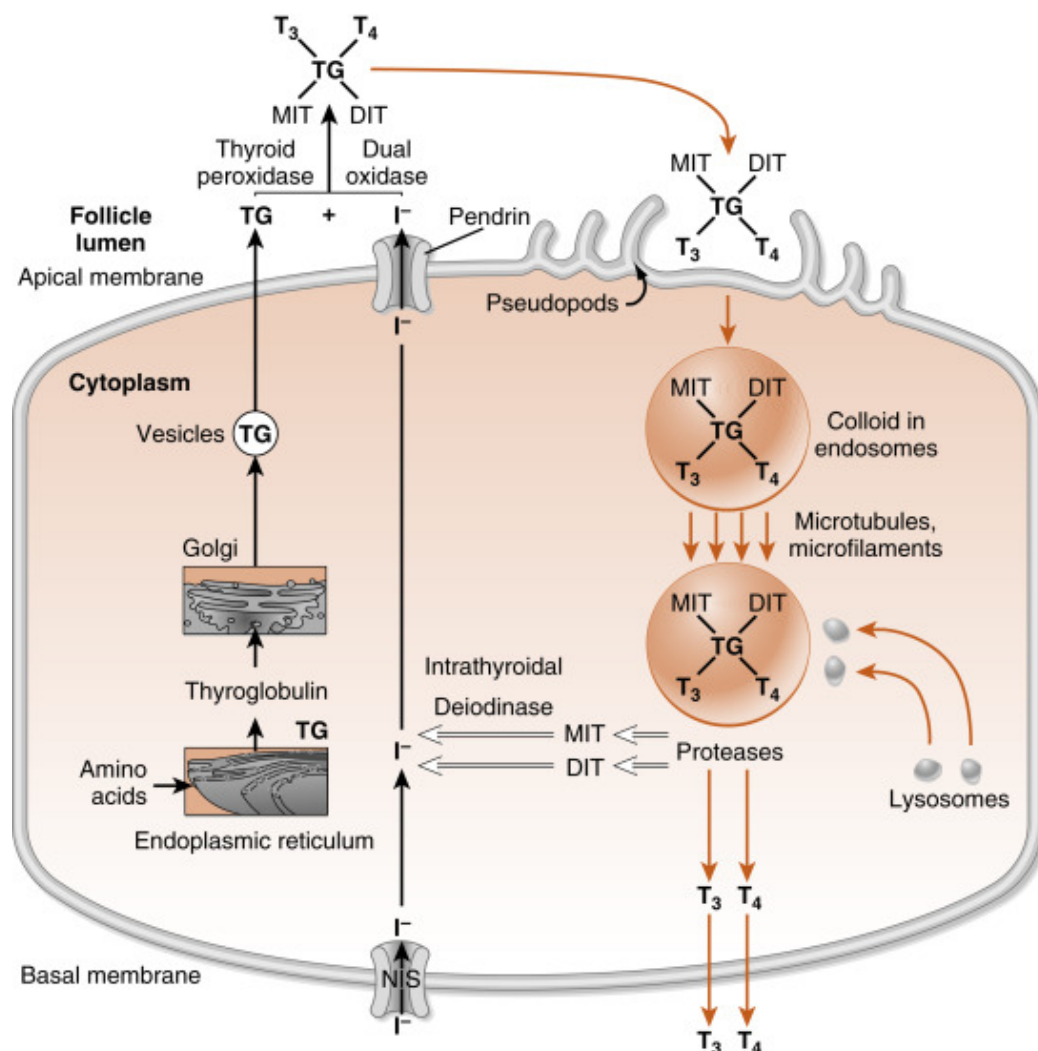 T₃ T₄
TG
MIT DIT
Thyroid peroxidase
Dual oxidase
Follicle lumen
TG + I⁻
Pendrin
Apical membrane
MIT DIT
TG
T₃ T₄
Pseudopods
I⁻
Cytoplasm
Vesicles TG
MIT DIT
TG
T₃ T₄
Colloid in
endosomes
Microtubules,
microfilaments
Golgi
MIT DIT
TG
T₃ T₄
Thyroglobulin
TG
Intrathyroidal
Deiodinase
I⁻
MIT
DIT
Proteases
Amino
acids
Endoplasmic reticulum
Lysosomes
T₃ T₄
I⁻
Basal membrane
NIS
I⁻
T₃ T₄